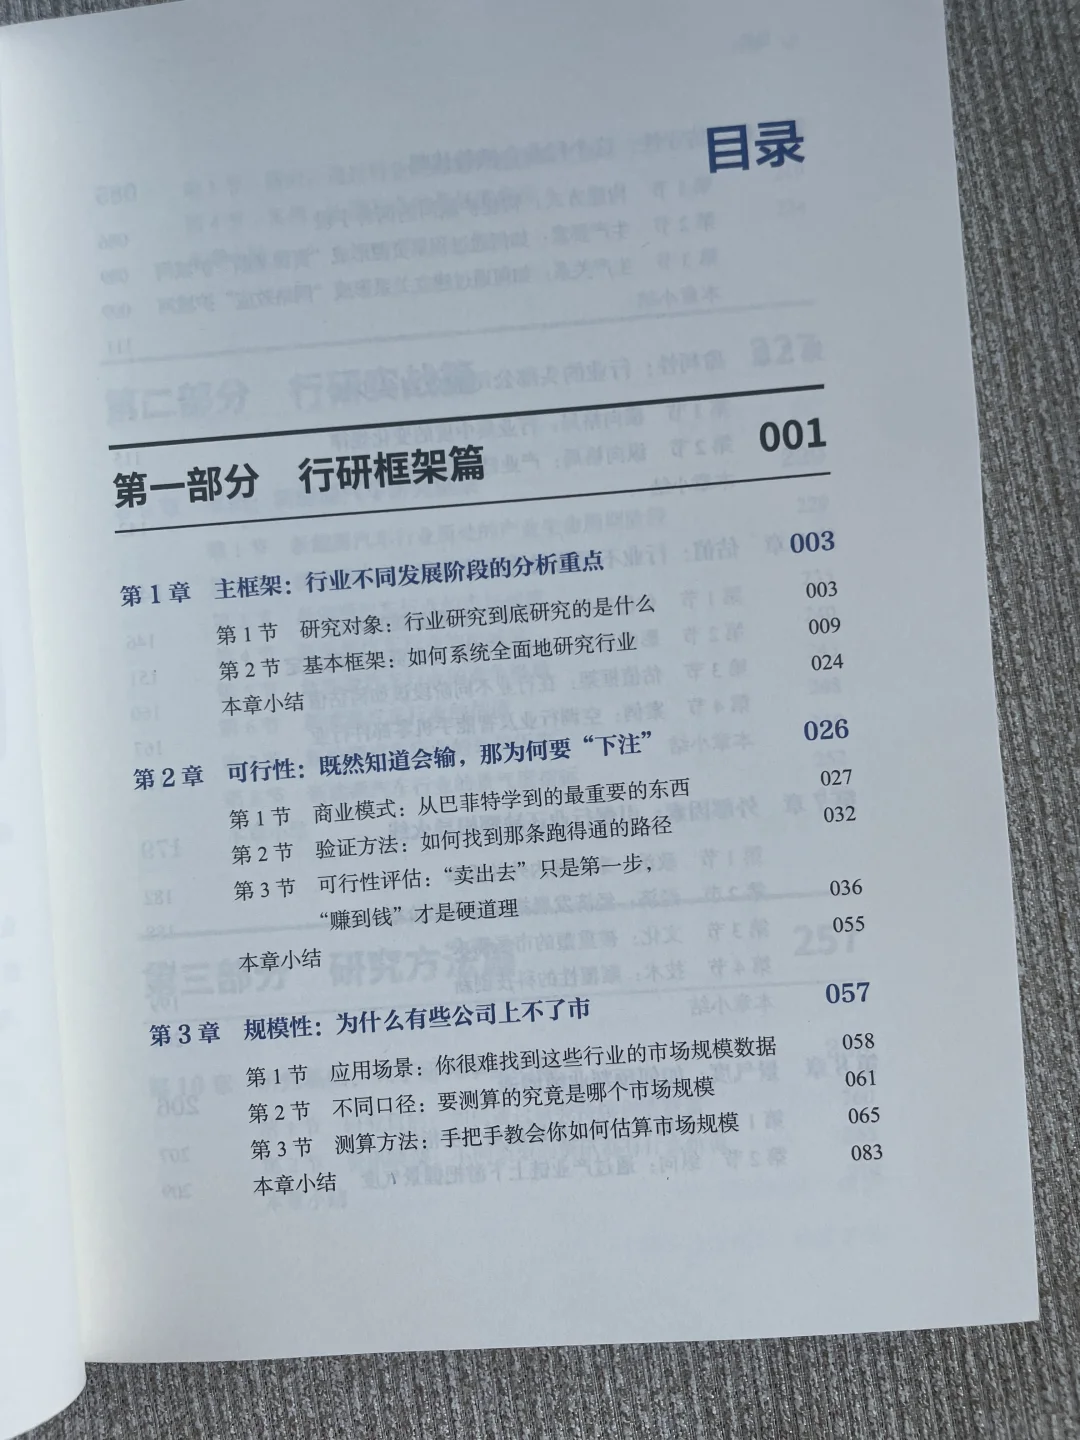 目录
第一部分 行研框架篇 001
第1章 主框架：行业不同发展阶段的分析重点 003
第1节 研究对象：行业研究到底研究的是什么 003
第2节 基本框架：如何系统全面地研究行业 009
本章小结 024
第2章 可行性：既然知道会输，那为何要“下注” 026
第1节 商业模式：从巴菲特学到的最重要的东西 027
第2节 验证方法：如何找到那条跑得通的路径 032
第3节 可行性评估：“卖出去”只是第一步，
“赚到钱”才是硬道理 036
本章小结 055
第3章 规模性：为什么有些公司上不了市 057
第1节 应用场景：你很难找到这些行业的市场规模数据 058
第2节 不同口径：要测算的究竟是哪个市场规模 061
第3节 测算方法：手把手教会你如何估算市场规模 065
本章小结 083